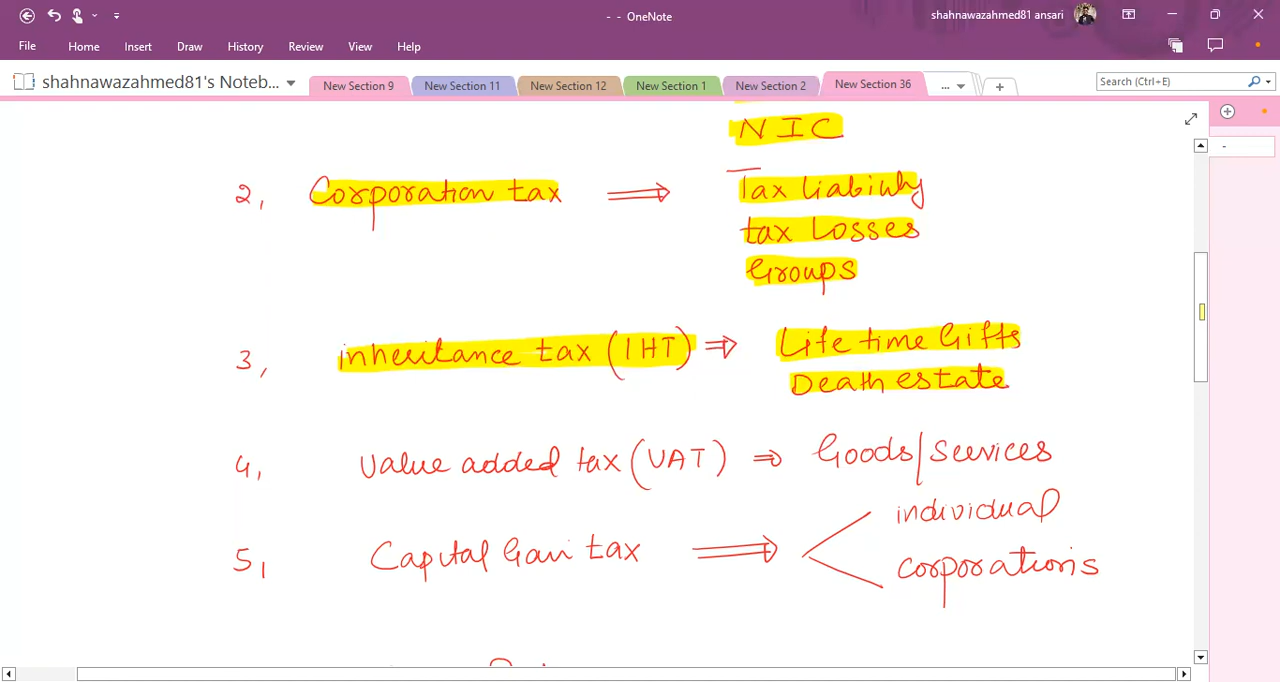 - - OneNote
shahnawazahmed81 ansari
File Home Insert Draw History Review View Help
shahnawazahmed81's Noteb...
New Section 9 New Section 11 New Section 12 New Section 1 New Section 2 New Section 36 ...
Search (Ctrl+E)
NIC
2, Corporation tax ⇒ Tax liability
tax Losses
Groups
3, inheritance tax (IHT) ⇒ Life time Gifts
Death estate
4, Value added tax (VAT) ⇒ Goods/Services
5, Capital Gain tax ⇒ individual
corporations